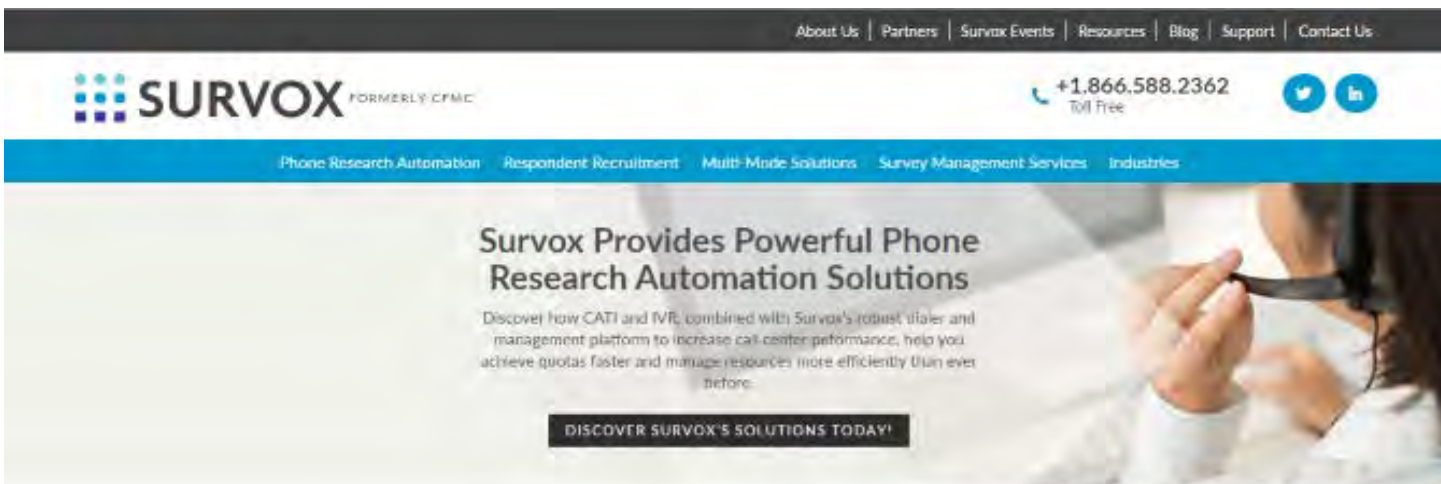 About Us | Partners | Survox Events | Resources | Blog | Support | Contact Us
SURVOX FORMERLY CFMC
+1.866.588.2362
Toll Free
in
Phone Research Automation Respondent Recruitment Multi-Mode Solutions Survey Management Services Industries
Survox Provides Powerful Phone
Research Automation Solutions
Discover how CATI and IVR, combined with Survox's robust dialer and
management platform to increase call center peformance, help you
achieve quotas faster and manage resources more efficiently than ever
before.
DISCOVER SURVOX'S SOLUTIONS TODAY!